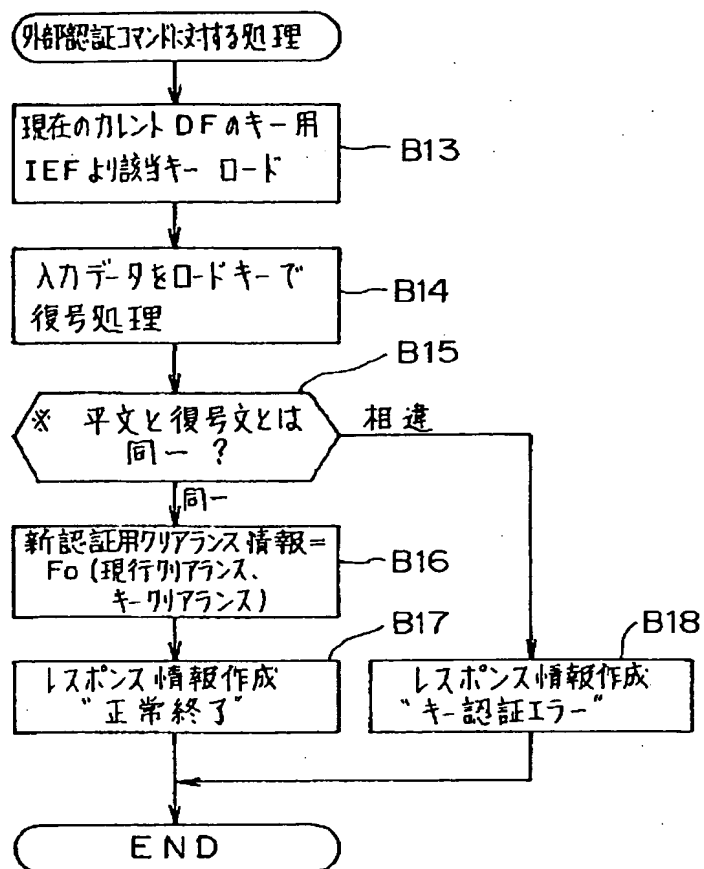 外部認証コマンドに対する処理
現在のカレントDFのキー用
IEFより該当キーロード
B13
入力データをロードキーで
復号処理
B14
B15
※ 平文と復号文とは
同一?
相違
同一
新認証用クリアランス情報=
Fo(現行クリアランス、
キークリアランス)
B16
B17
レスポンス情報作成
"正常終了"
B18
レスポンス情報作成
"キー認証エラー"
END